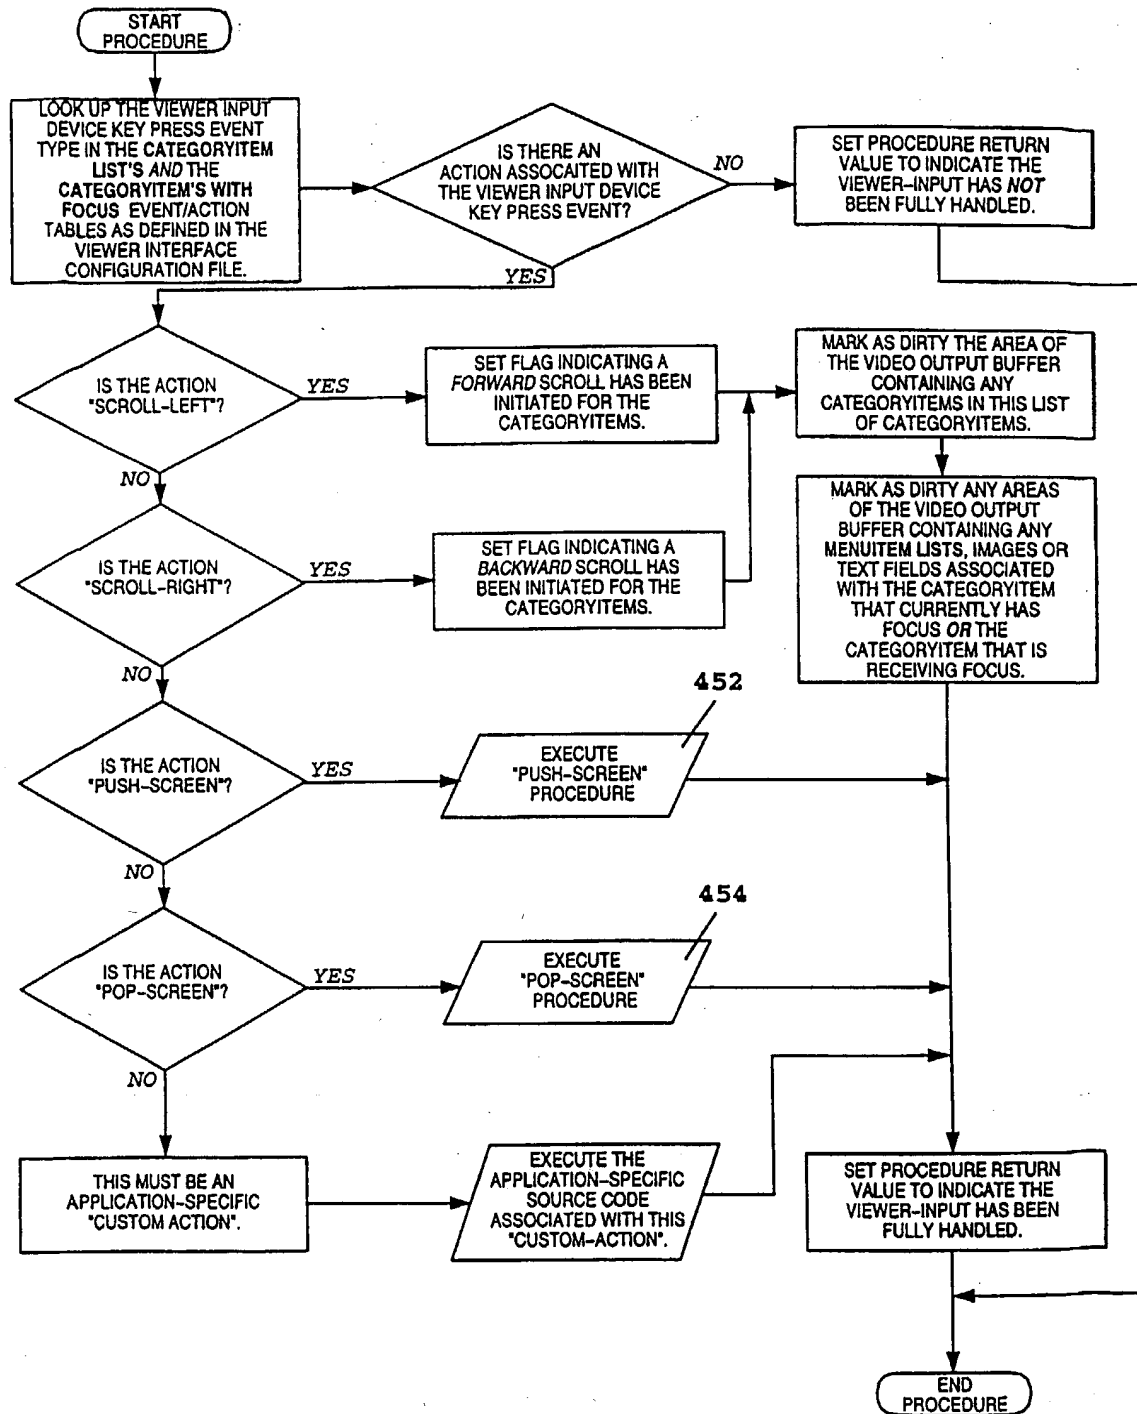 START
PROCEDURE
LOOK UP THE VIEWER INPUT
DEVICE KEY PRESS EVENT
TYPE IN THE CATEGORYITEM
LIST'S AND THE
CATEGORYITEM'S WITH
FOCUS EVENT/ACTION
TABLES AS DEFINED IN THE
VIEWER INTERFACE
CONFIGURATION FILE.
IS THERE AN
ACTION ASSOCAITED WITH
THE VIEWER INPUT DEVICE
KEY PRESS EVENT?
NO
SET PROCEDURE RETURN
VALUE TO INDICATE THE
VIEWER-INPUT HAS NOT
BEEN FULLY HANDLED.
YES
IS THE ACTION
"SCROLL-LEFT"?
YES
SET FLAG INDICATING A
FORWARD SCROLL HAS BEEN
INITIATED FOR THE
CATEGORYITEMS.
MARK AS DIRTY THE AREA OF
THE VIDEO OUTPUT BUFFER
CONTAINING ANY
CATEGORYITEMS IN THIS LIST
OF CATEGORYITEMS.
NO
MARK AS DIRTY ANY AREAS
OF THE VIDEO OUTPUT
BUFFER CONTAINING ANY
MENUITEM LISTS, IMAGES OR
TEXT FIELDS ASSOCIATED
WITH THE CATEGORYITEM
THAT CURRENTLY HAS
FOCUS OR THE
CATEGORYITEM THAT IS
RECEIVING FOCUS.
IS THE ACTION
"SCROLL-RIGHT"?
YES
SET FLAG INDICATING A
BACKWARD SCROLL HAS
BEEN INITIATED FOR THE
CATEGORYITEMS.
NO
452
IS THE ACTION
"PUSH-SCREEN"?
YES
EXECUTE
"PUSH-SCREEN"
PROCEDURE
NO
454
IS THE ACTION
"POP-SCREEN"?
YES
EXECUTE
"POP-SCREEN"
PROCEDURE
NO
THIS MUST BE AN
APPLICATION-SPECIFIC
"CUSTOM ACTION".
EXECUTE THE
APPLICATION-SPECIFIC
SOURCE CODE
ASSOCIATED WITH THIS
"CUSTOM-ACTION".
SET PROCEDURE RETURN
VALUE TO INDICATE THE
VIEWER-INPUT HAS BEEN
FULLY HANDLED.
END
PROCEDURE